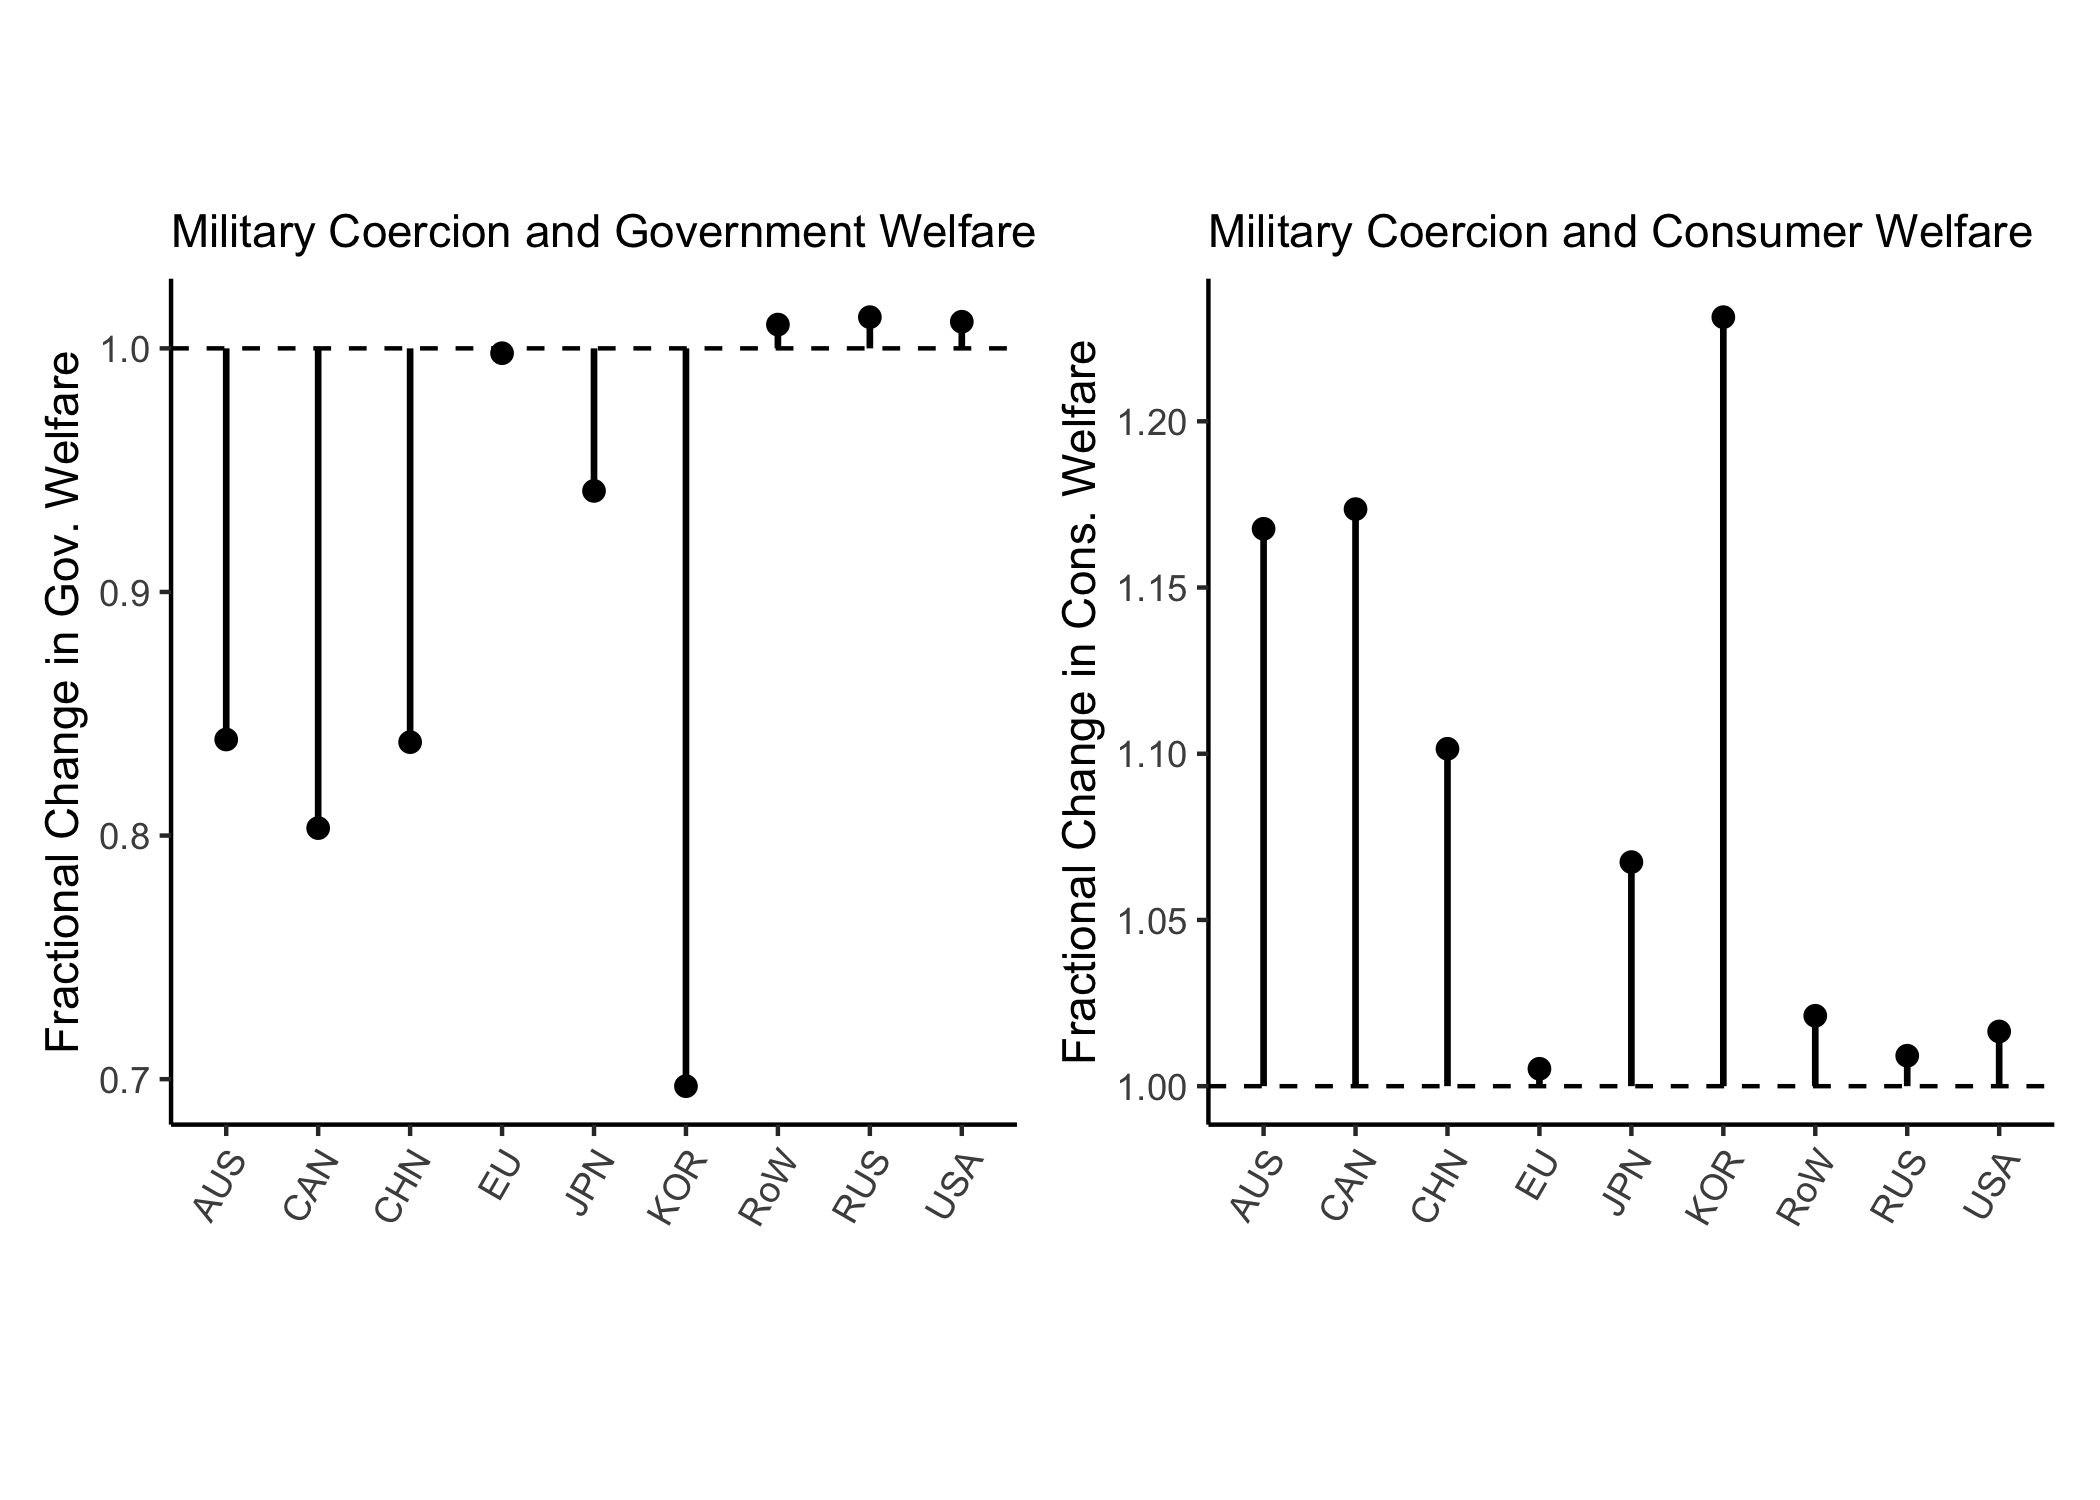 Military Coercion and Government Welfare
Fractional Change in Gov. Welfare
1.0
0.9
0.8
0.7
AUS
CAN
CHN
EU
JPN
KOR
RoW
RUS
USA
Military Coercion and Consumer Welfare
Fractional Change in Cons. Welfare
1.20
1.15
1.10
1.05
1.00
AUS
CAN
CHN
EU
JPN
KOR
RoW
RUS
USA